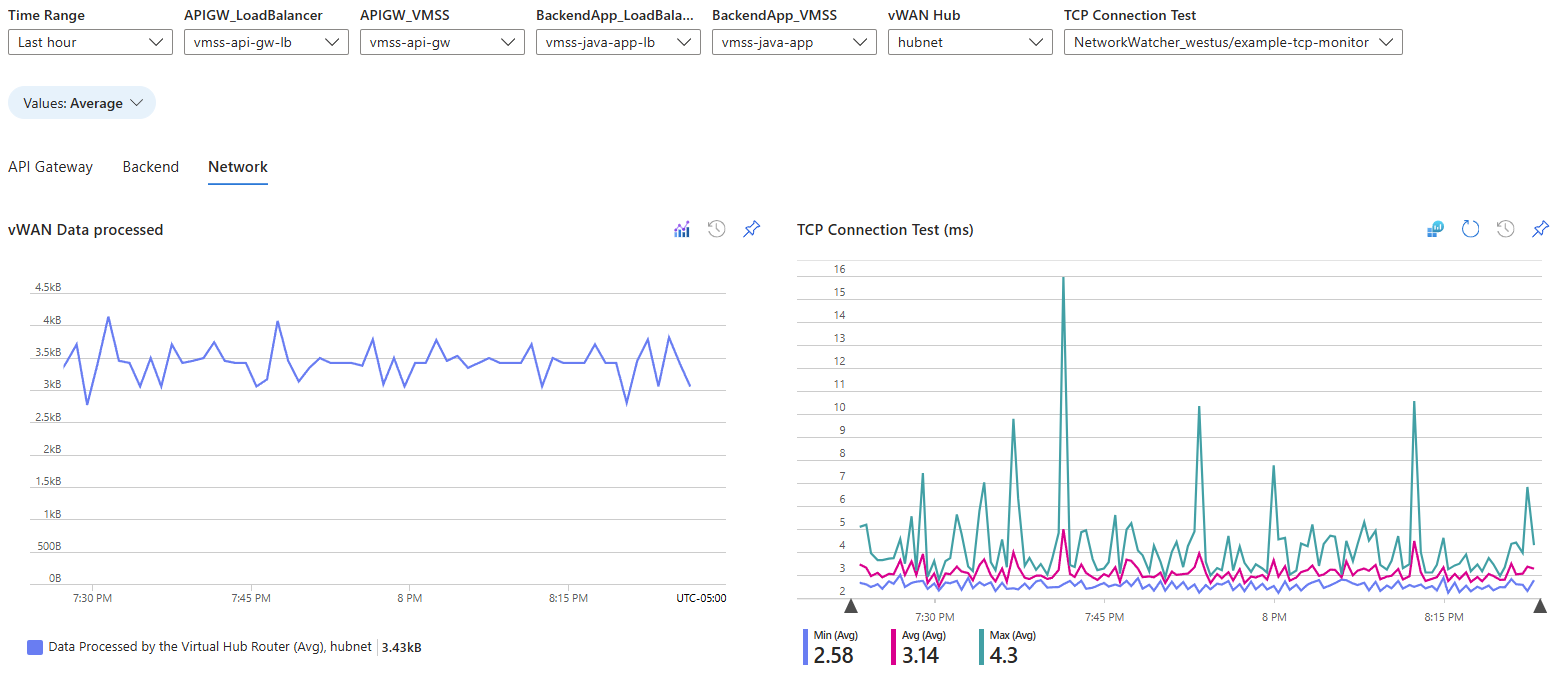 Time Range APIGW_LoadBalancer APIGW_VMSS BackendApp_LoadBala... BackendApp_VMSS vWAN Hub TCP Connection Test
Last hour vmss-api-gw-lb vmss-api-gw vmss-java-app-lb vmss-java-app hubnet NetworkWatcher_westus/example-tcp-monitor
Values: Average
API Gateway Backend Network
vWAN Data processed
4.5kB
4kB
3.5kB
3kB
2.5kB
2kB
1.5kB
1kB
500B
0B
7:30 PM 7:45 PM 8 PM 8:15 PM UTC-05:00
Data Processed by the Virtual Hub Router (Avg), hubnet 3.43kB
TCP Connection Test (ms)
16
15
14
13
12
11
10
9
8
7
6
5
4
3
2
7:30 PM 7:45 PM 8 PM 8:15 PM
Min (Avg) Avg (Avg) Max (Avg)
2.58 3.14 4.3